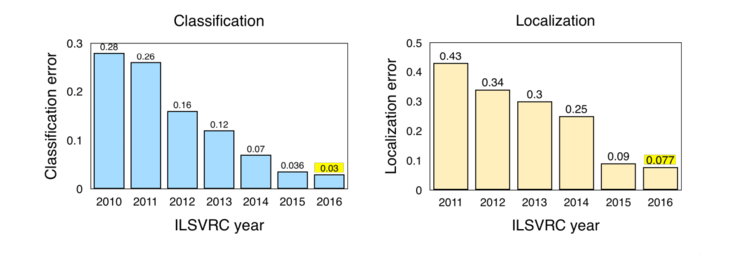 Classification
Classification error
0.3
0.2
0.1
0
0.28
0.26
0.16
0.12
0.07
0.036
0.03
2010 2011 2012 2013 2014 2015 2016
ILSVRC year
Localization
Localization error
0.5
0.4
0.3
0.2
0.1
0
0.43
0.34
0.3
0.25
0.09
0.077
2011 2012 2013 2014 2015 2016
ILSVRC year